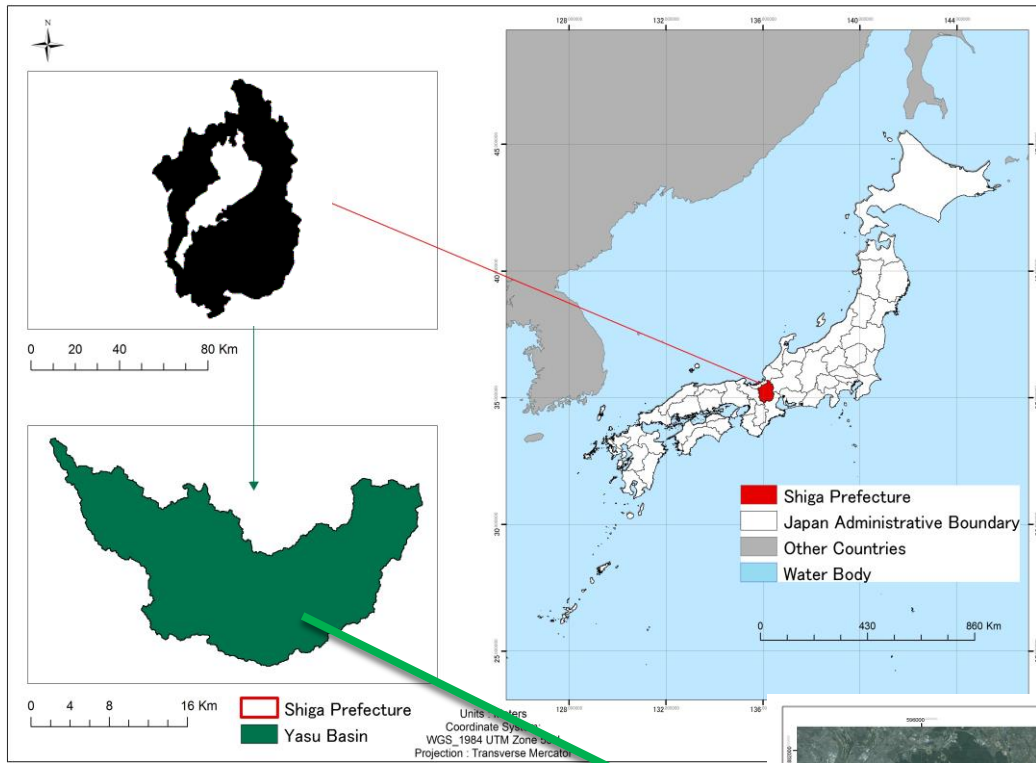 N
0 20 40 80 Km
0 4 8 16 Km
Shiga Prefecture
Yasu Basin
Units :
Coordinate System:
WGS_1984 UTM Zone
Projection : Transverse Mercator
128 132 136 140 144
45
40
35
30
25
Shiga Prefecture
Japan Administrative Boundary
Other Countries
Water Body
0 430 860 Km
128 132 136